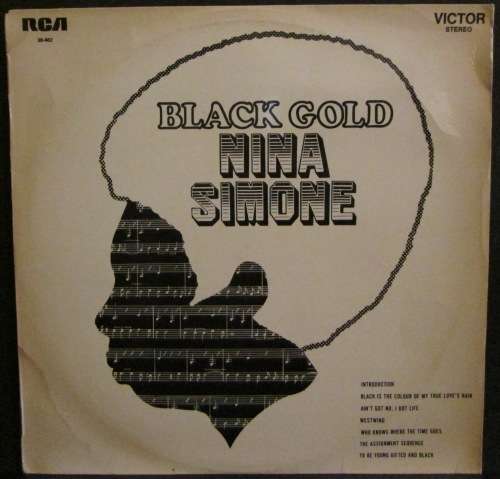 RCA
VICTOR
STEREO
BLACK GOLD
NINA
SIMONE
INTRODUCTION
BLACK IS THE COLOUR OF MY TRUE LOVE'S HAIR
AIN'T GOT NO, I GOT LIFE
WESTWIND
WHO KNOWS WHERE THE TIME GOES
THE ASSIGNMENT SEQUENCE
TO BE YOUNG GIFTED AND BLACK